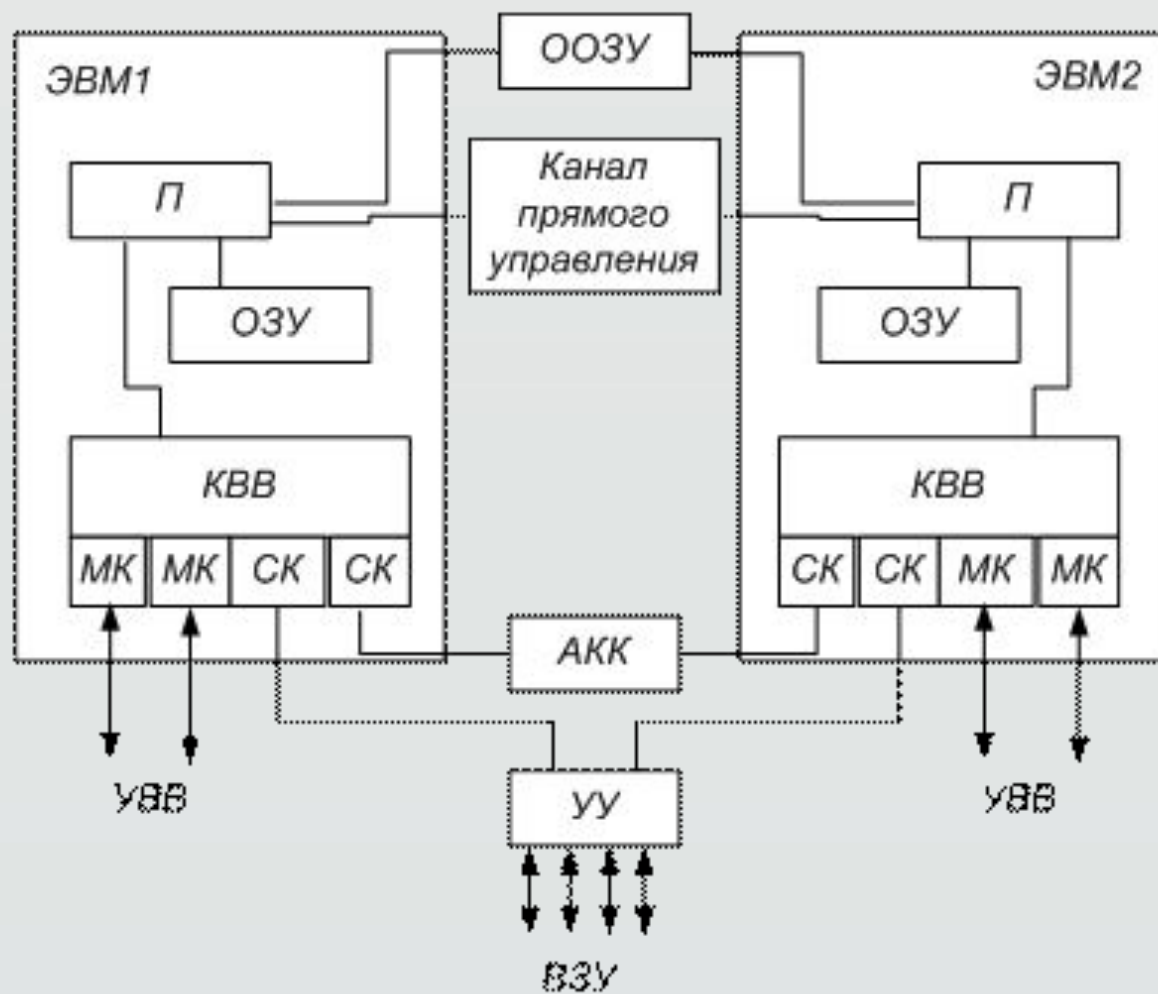 ООЗУ
ЭВМ1
ЭВМ2
Канал
прямого
управления
П
П
ОЗУ
ОЗУ
КВВ
КВВ
МК МК СК СК
СК СК МК МК
АКК
УВВ
УВВ
УУ
ВЗУ